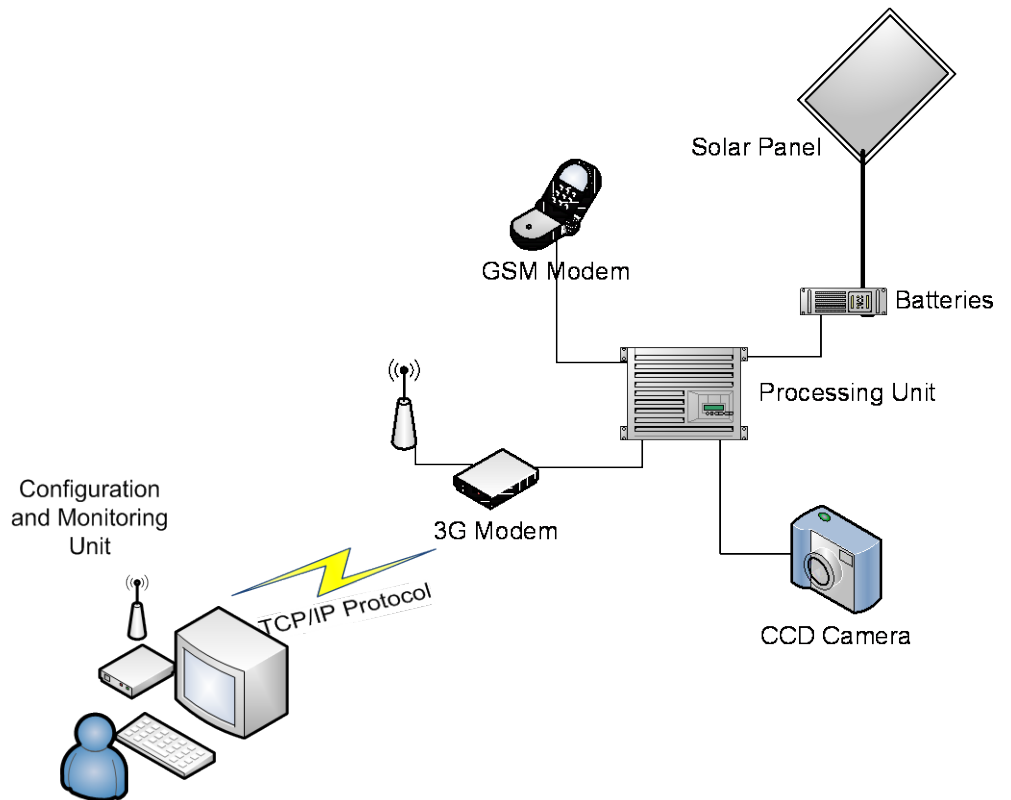 Solar Panel
GSM Modem
Batteries
Processing Unit
Configuration
and Monitoring
Unit
3G Modem
TCP/IP Protocol
CCD Camera